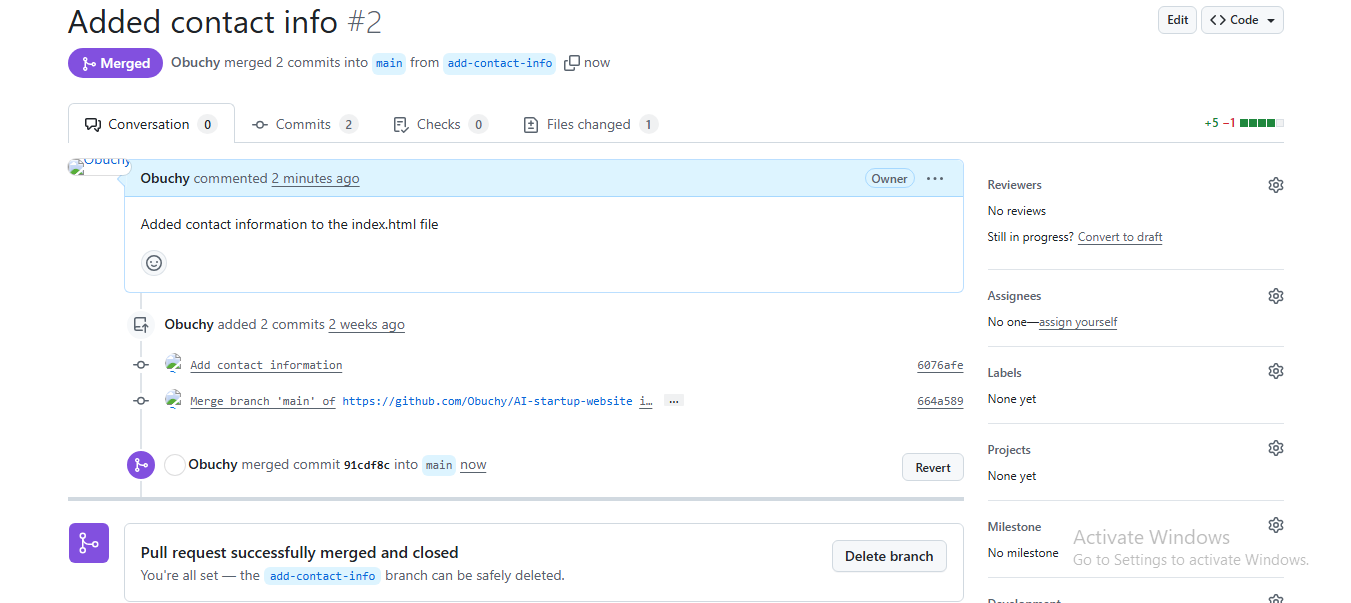 Added contact info #2
Edit
Code
Merged
Obuchy merged 2 commits into main from add-contact-info now
Conversation 0
Commits 2
Checks 0
Files changed 1
+5 −1
Obuchy
Obuchy commented 2 minutes ago
Owner
Added contact information to the index.html file
Obuchy added 2 commits 2 weeks ago
Add contact information
6076afe
Merge branch 'main' of https://github.com/Obuchy/AI-startup-website i…
664a589
Obuchy merged commit 91cdf8c into main now
Revert
Pull request successfully merged and closed
You're all set — the add-contact-info branch can be safely deleted.
Delete branch
Reviewers
No reviews
Still in progress? Convert to draft
Assignees
No one—assign yourself
Labels
None yet
Projects
None yet
Milestone
No milestone
Development
Activate Windows
Go to Settings to activate Windows.